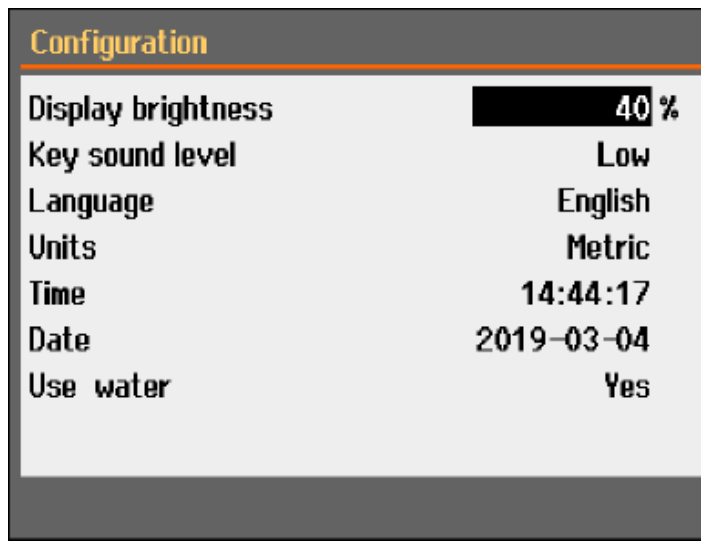 Configuration
Display brightness 40 %
Key sound level Low
Language English
Units Metric
Time 14:44:17
Date 2019-03-04
Use water Yes